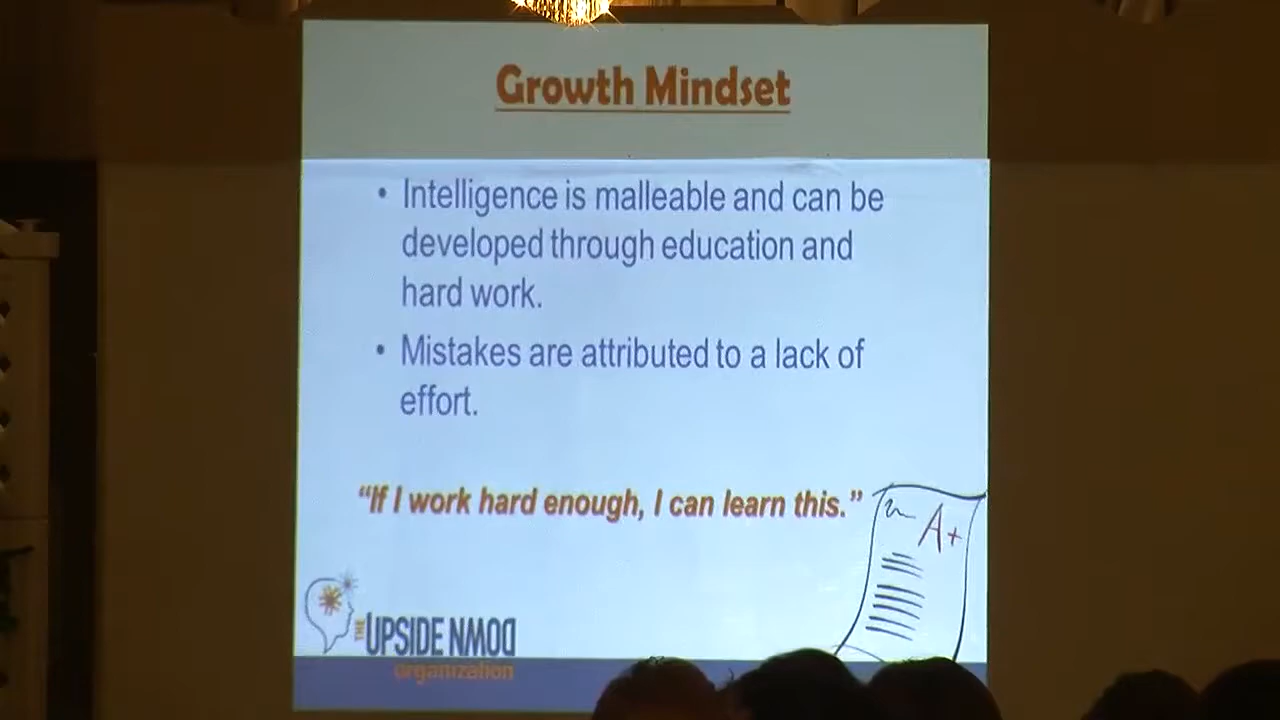 Growth Mindset
• Intelligence is malleable and can be
developed through education and
hard work.
• Mistakes are attributed to a lack of
effort.
“If I work hard enough, I can learn this.”
A+
THE UPSIDE NMOD
organization